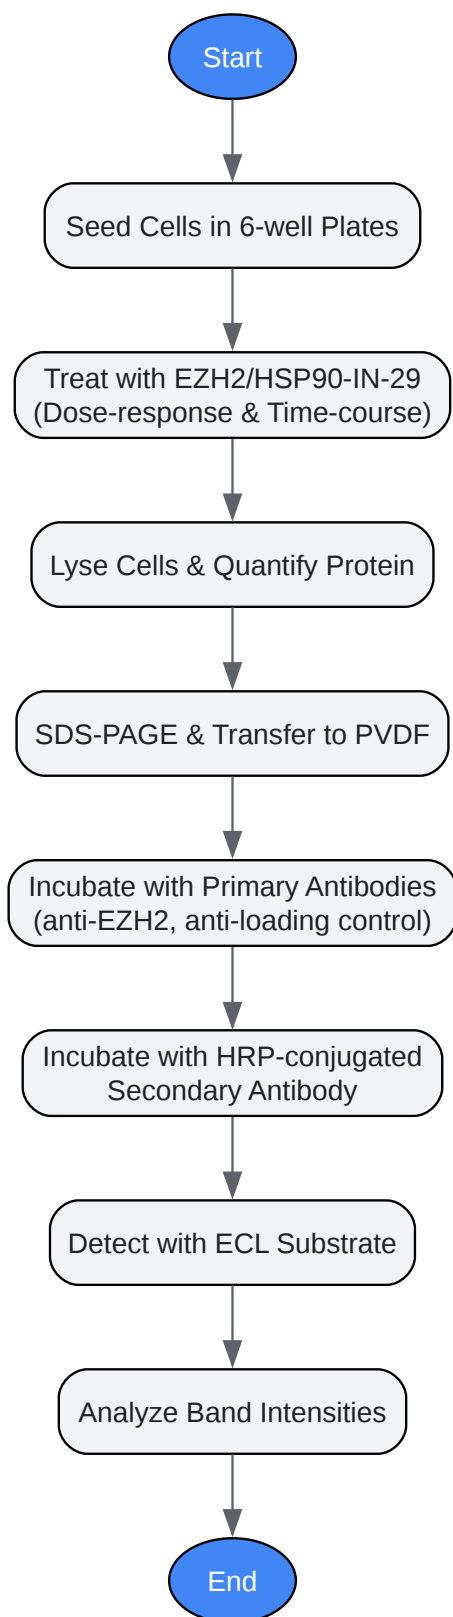 Start
Seed Cells in 6-well Plates
Treat with EZH2/HSP90-IN-29
(Dose-response & Time-course)
Lyse Cells & Quantify Protein
SDS-PAGE & Transfer to PVDF
Incubate with Primary Antibodies
(anti-EZH2, anti-loading control)
Incubate with HRP-conjugated
Secondary Antibody
Detect with ECL Substrate
Analyze Band Intensities
End